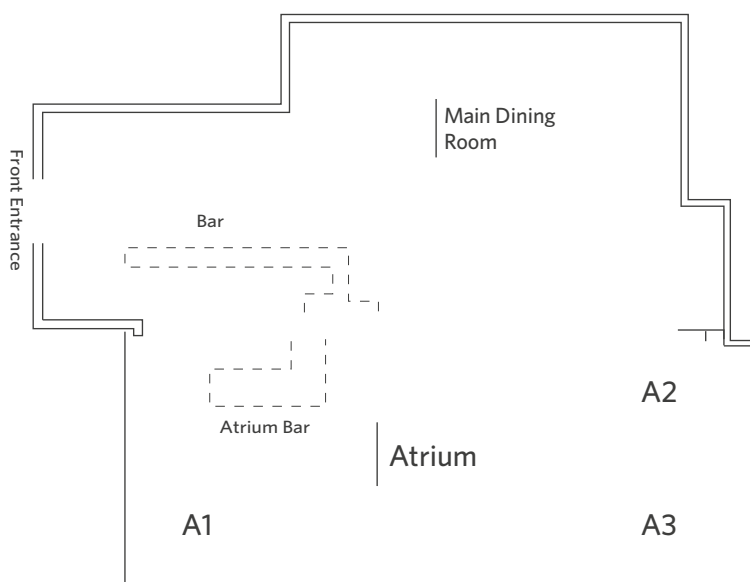 Main Dining
Room
Front Entrance
Bar
A2
Atrium Bar
Atrium
A1
A3